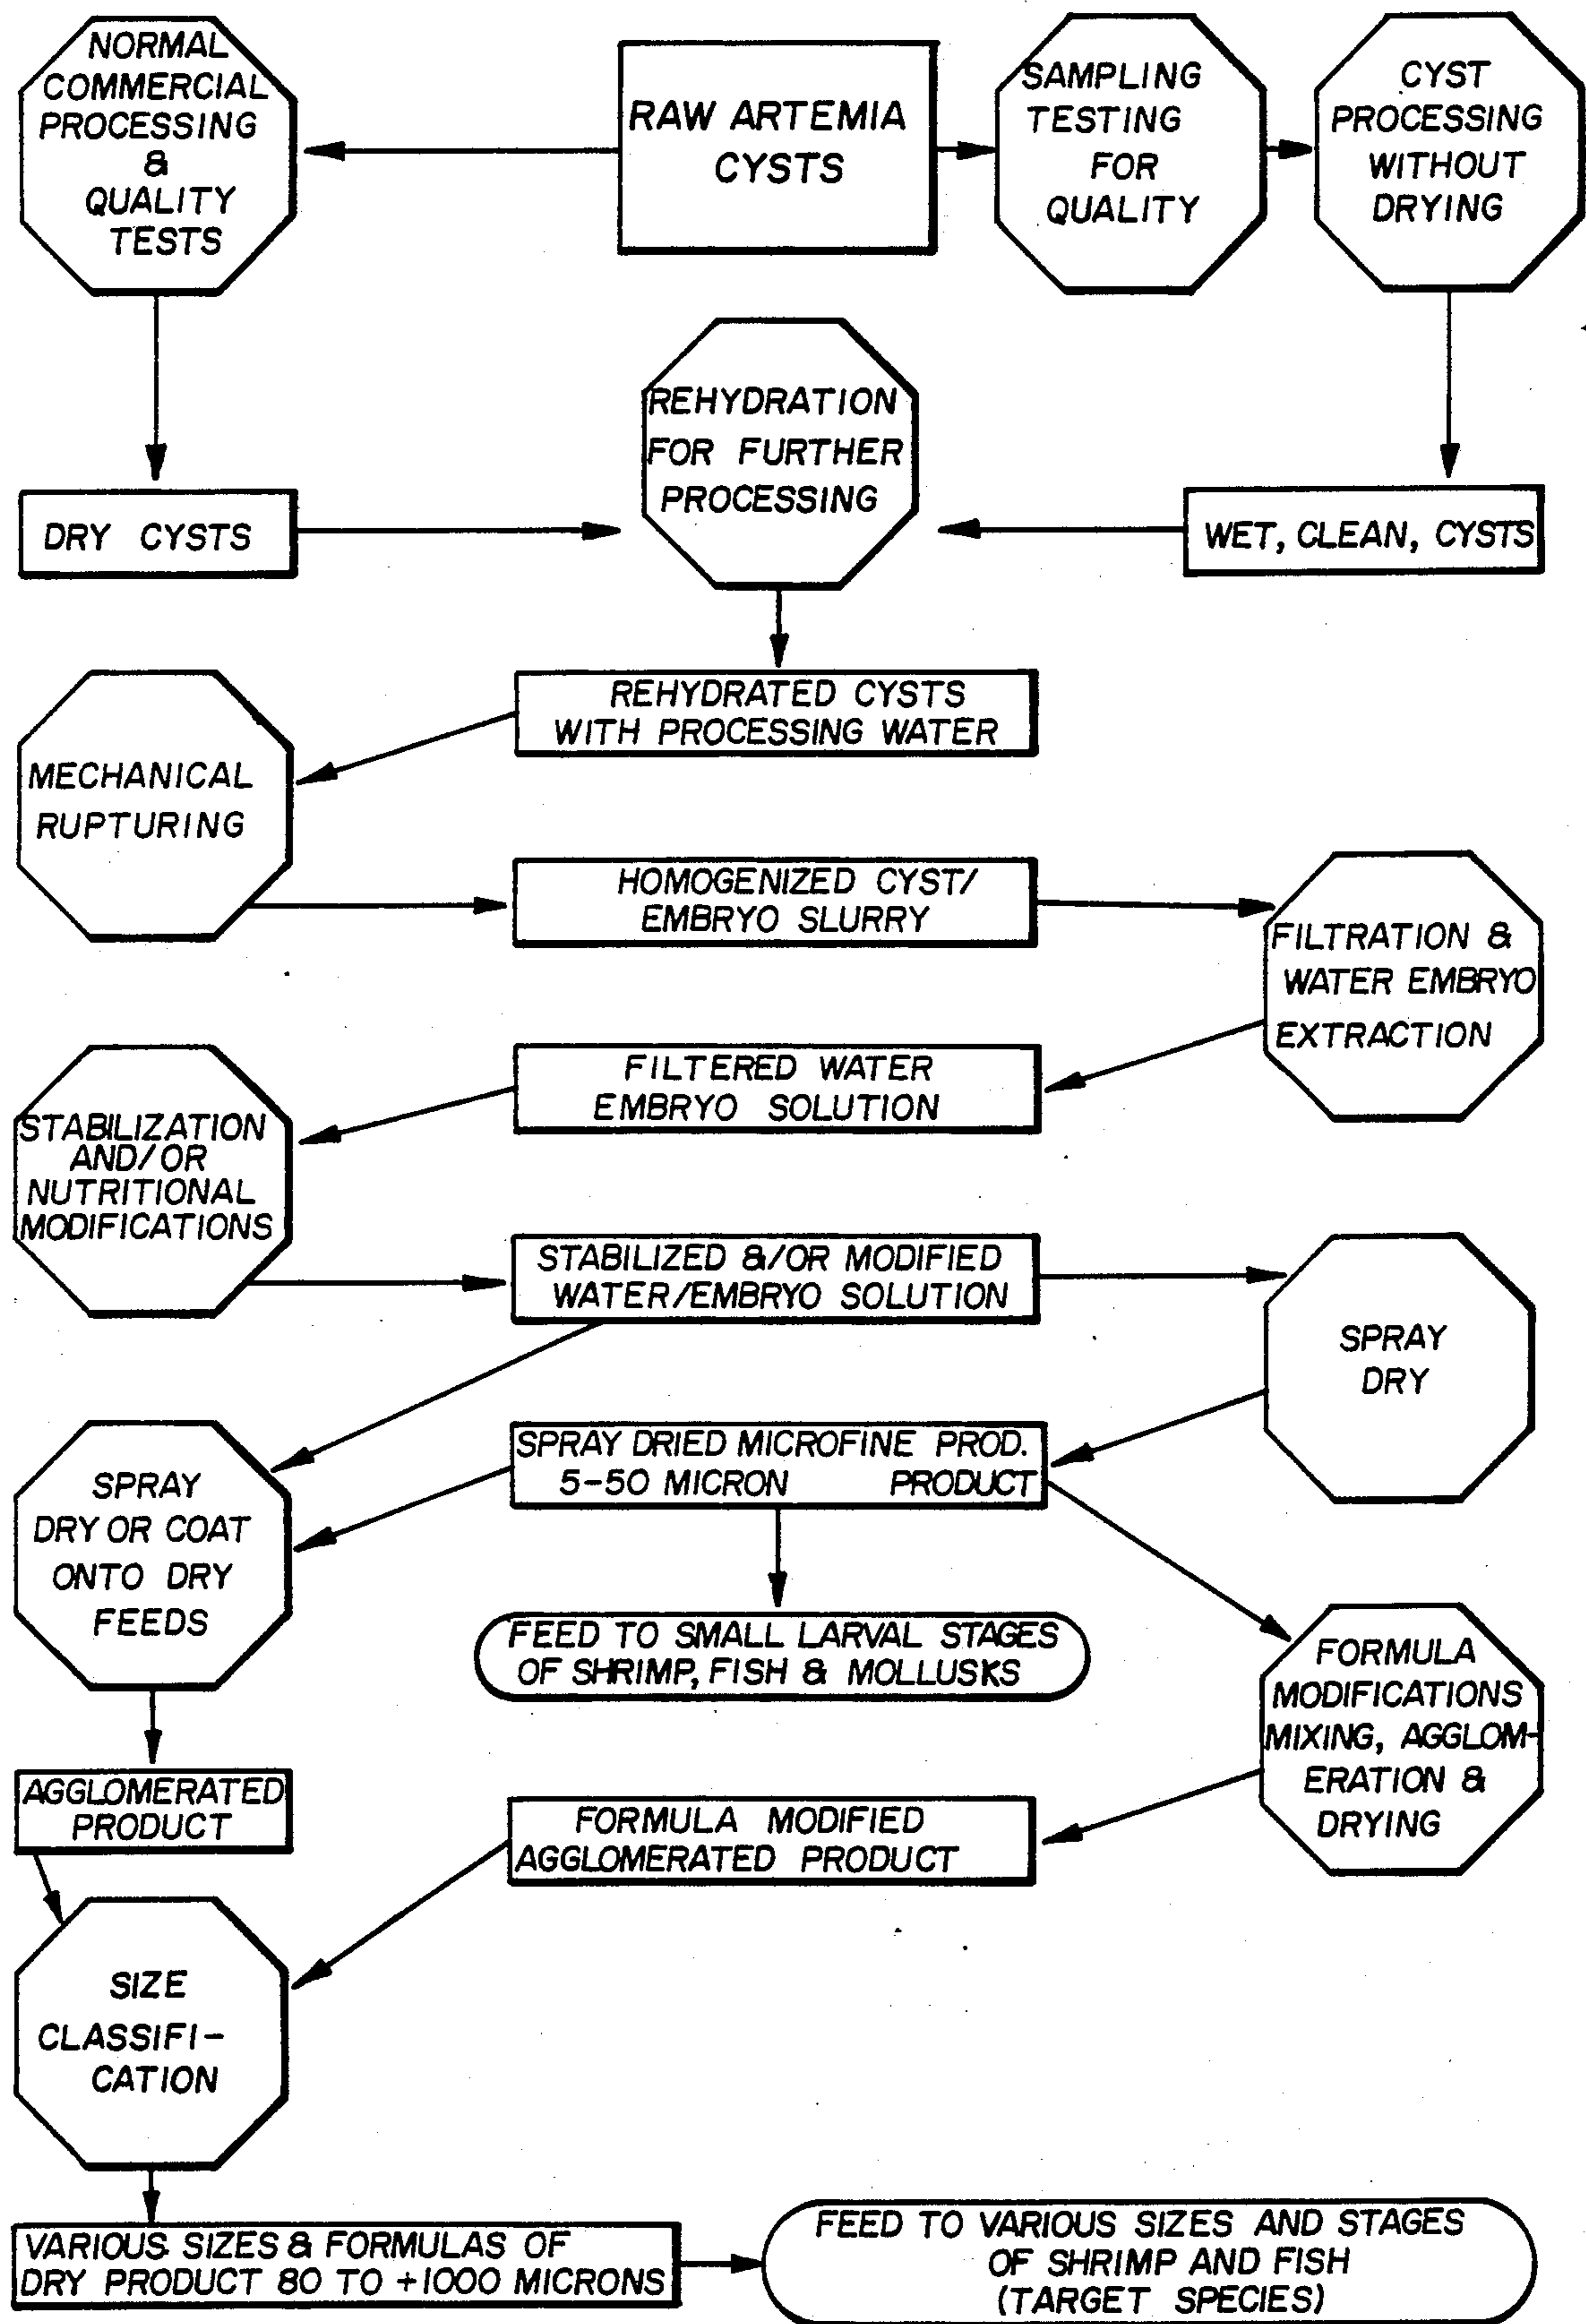 NORMAL
COMMERCIAL
PROCESSING
&
QUALITY
TESTS
RAW ARTEMIA
CYSTS
SAMPLING
TESTING
FOR
QUALITY
CYST
PROCESSING
WITHOUT
DRYING
DRY CYSTS
REHYDRATION
FOR FURTHER
PROCESSING
WET, CLEAN, CYSTS
REHYDRATED CYSTS
WITH PROCESSING WATER
MECHANICAL
RUPTURING
HOMOGENIZED CYST/
EMBRYO SLURRY
FILTRATION &
WATER EMBRYO
EXTRACTION
FILTERED WATER
EMBRYO SOLUTION
STABILIZATION
AND/OR
NUTRITIONAL
MODIFICATIONS
STABILIZED &/OR MODIFIED
WATER/EMBRYO SOLUTION
SPRAY
DRY
SPRAY DRIED MICROFINE PROD.
5-50 MICRON PRODUCT
SPRAY
DRY OR COAT
ONTO DRY
FEEDS
FEED TO SMALL LARVAL STAGES
OF SHRIMP, FISH & MOLLUSKS
FORMULA
MODIFICATIONS
MIXING, AGGLOM-
ERATION &
DRYING
AGGLOMERATED
PRODUCT
FORMULA MODIFIED
AGGLOMERATED PRODUCT
SIZE
CLASSIFI-
CATION
VARIOUS SIZES & FORMULAS OF
DRY PRODUCT 80 TO +1000 MICRONS
FEED TO VARIOUS SIZES AND STAGES
OF SHRIMP AND FISH
(TARGET SPECIES)